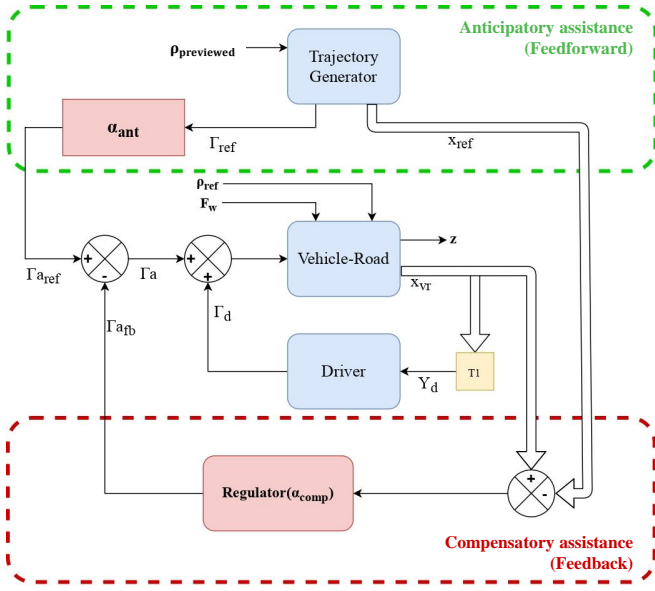 Anticipatory assistance
(Feedforward)
ρpreviewed
Trajectory
Generator
αant
Γref
xref
ρref
Fw
+
-
+
+
Vehicle-Road
z
Γaref
Γa
xvr
Γd
Γafb
Driver
Yd
T1
Regulator(αcomp)
+
-
Compensatory assistance
(Feedback)